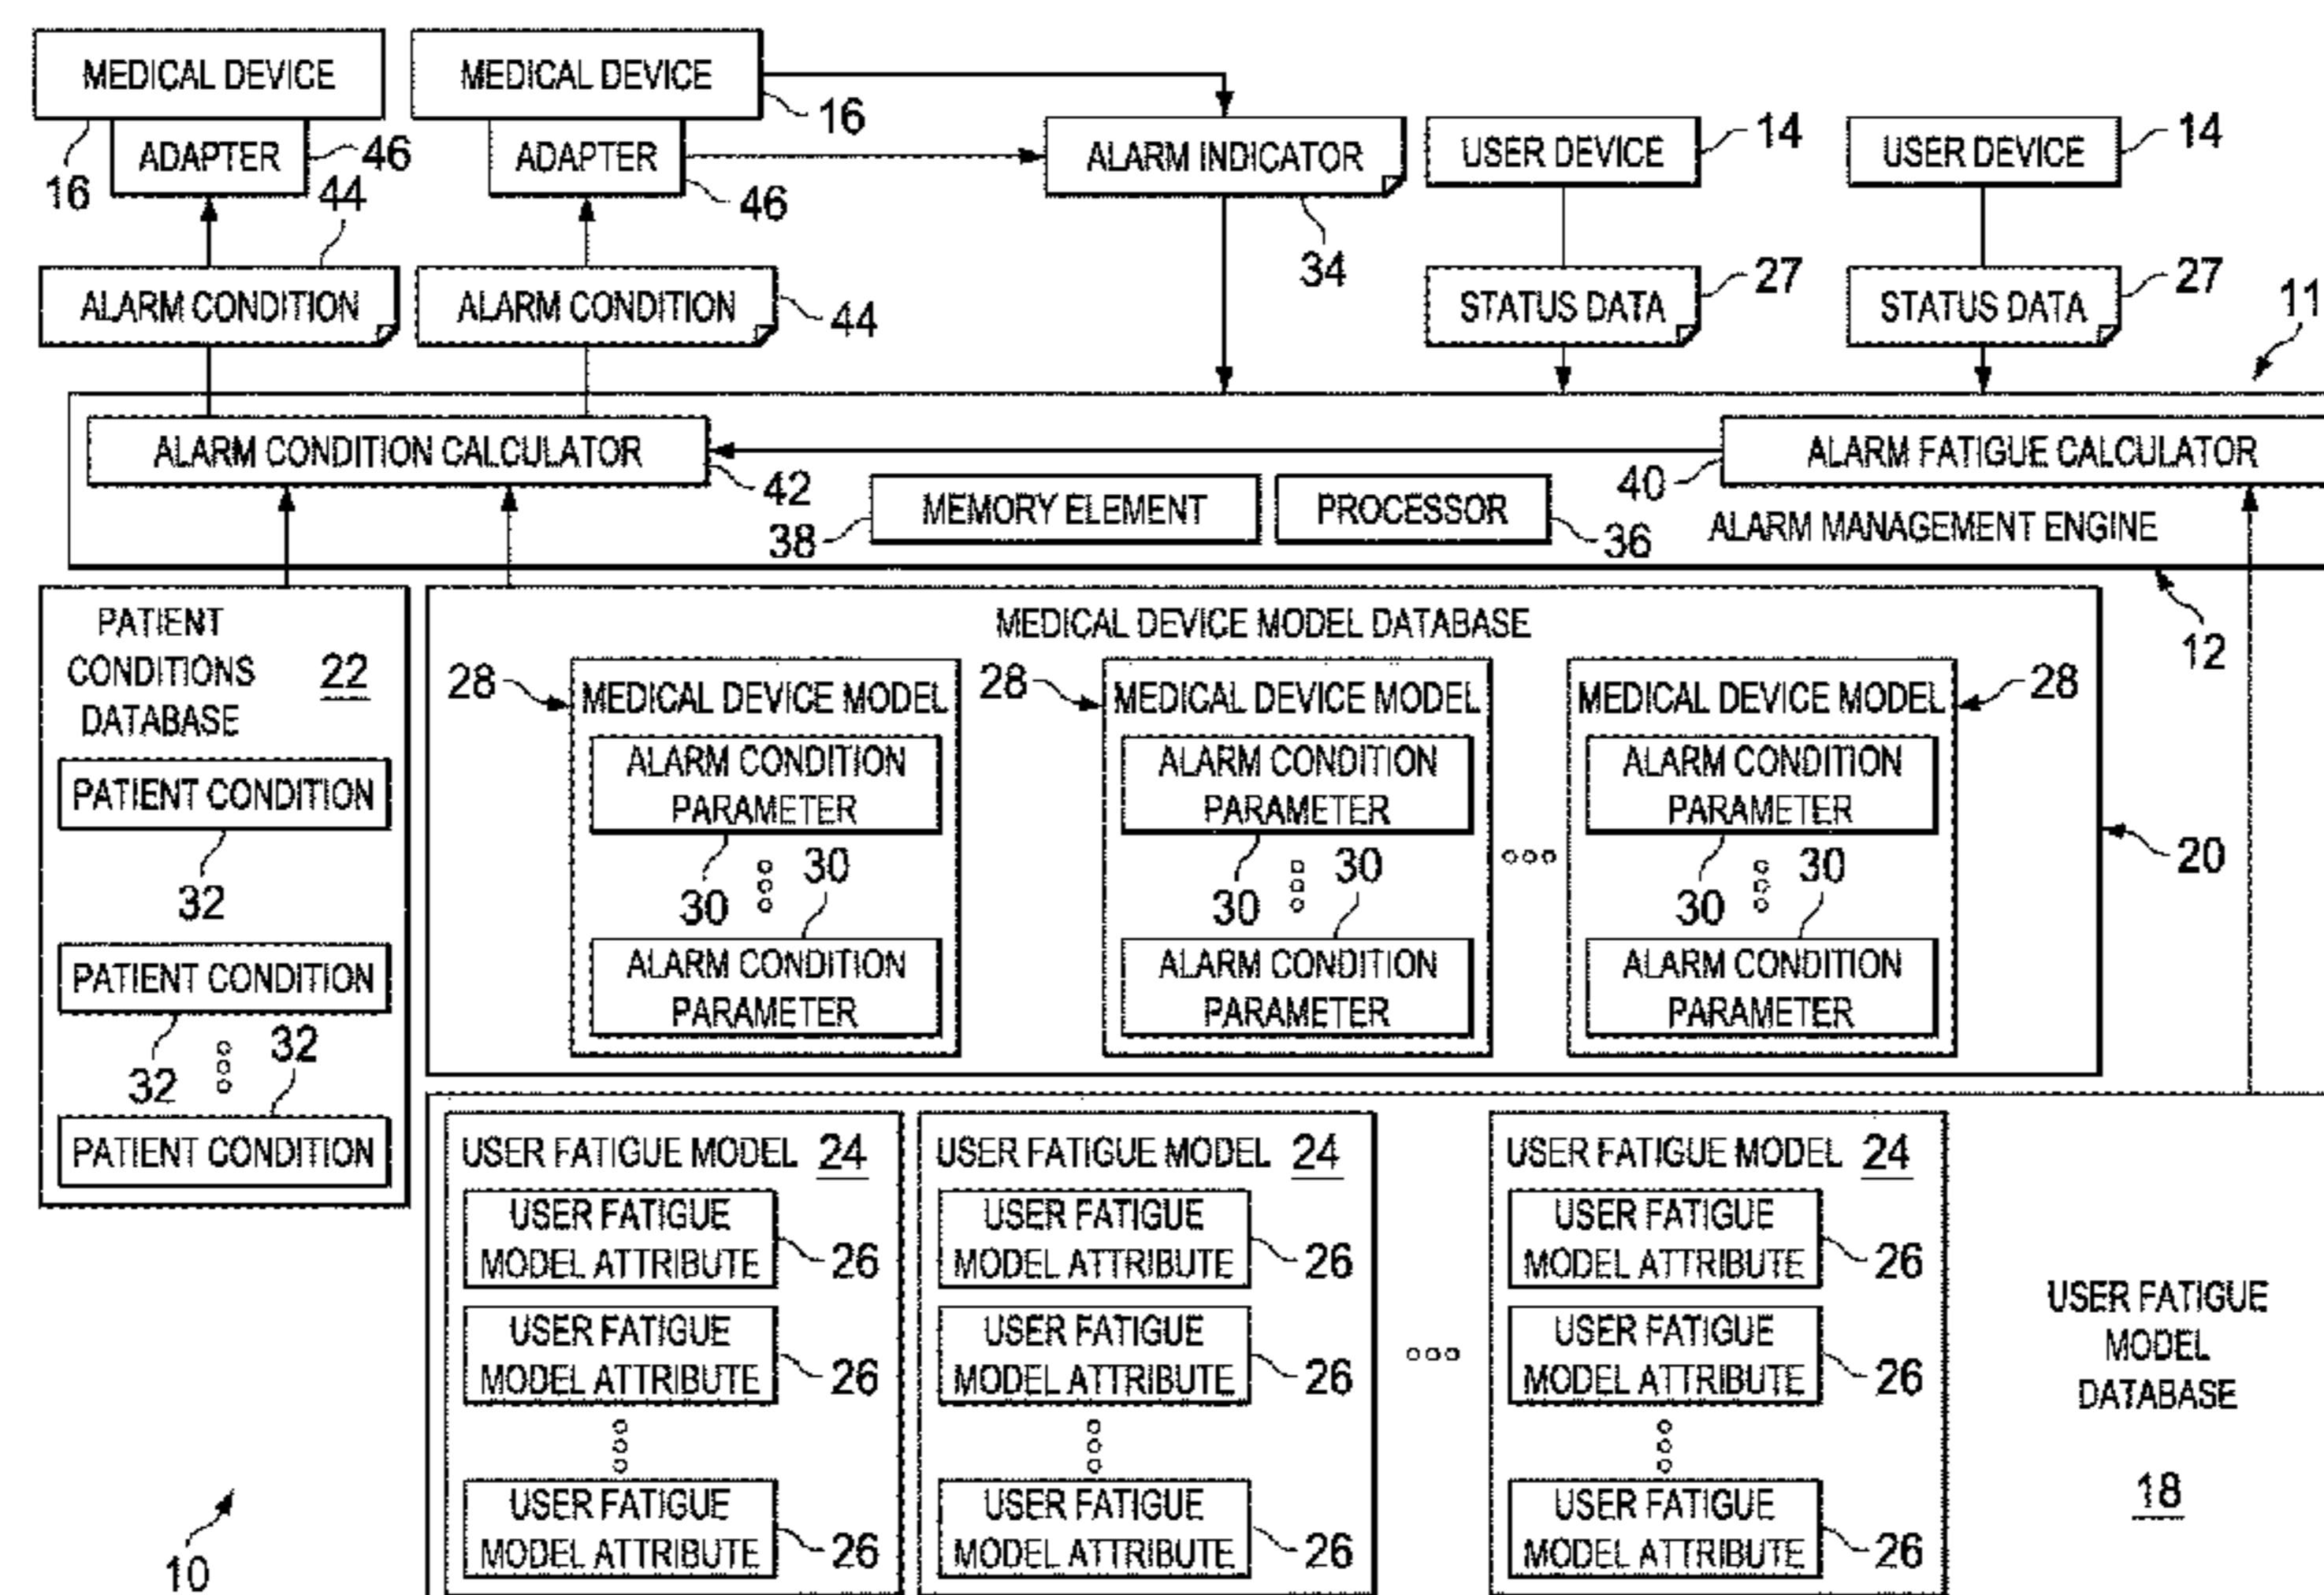 MEDICAL DEVICE
MEDICAL DEVICE
16
ADAPTER
46
ADAPTER
46
ALARM INDICATOR
USER DEVICE
14
USER DEVICE
14
16
44
34
ALARM CONDITION
ALARM CONDITION
44
STATUS DATA
27
STATUS DATA
27
11
ALARM CONDITION CALCULATOR
42
ALARM FATIGUE CALCULATOR
40
MEMORY ELEMENT
38
PROCESSOR
36
ALARM MANAGEMENT ENGINE
12
PATIENT
CONDITIONS
DATABASE
22
PATIENT CONDITION
32
PATIENT CONDITION
32
32
PATIENT CONDITION
MEDICAL DEVICE MODEL DATABASE
20
28
MEDICAL DEVICE MODEL
ALARM CONDITION
PARAMETER
30
30
ALARM CONDITION
PARAMETER
28
MEDICAL DEVICE MODEL
ALARM CONDITION
PARAMETER
30
30
ALARM CONDITION
PARAMETER
MEDICAL DEVICE MODEL
28
ALARM CONDITION
PARAMETER
30
30
ALARM CONDITION
PARAMETER
USER FATIGUE MODEL 24
USER FATIGUE
MODEL ATTRIBUTE
26
USER FATIGUE
MODEL ATTRIBUTE
26
USER FATIGUE
MODEL ATTRIBUTE
26
USER FATIGUE MODEL 24
USER FATIGUE
MODEL ATTRIBUTE
26
USER FATIGUE
MODEL ATTRIBUTE
26
USER FATIGUE
MODEL ATTRIBUTE
26
USER FATIGUE MODEL 24
USER FATIGUE
MODEL ATTRIBUTE
26
USER FATIGUE
MODEL ATTRIBUTE
26
USER FATIGUE
MODEL ATTRIBUTE
26
USER FATIGUE
MODEL
DATABASE
18
10